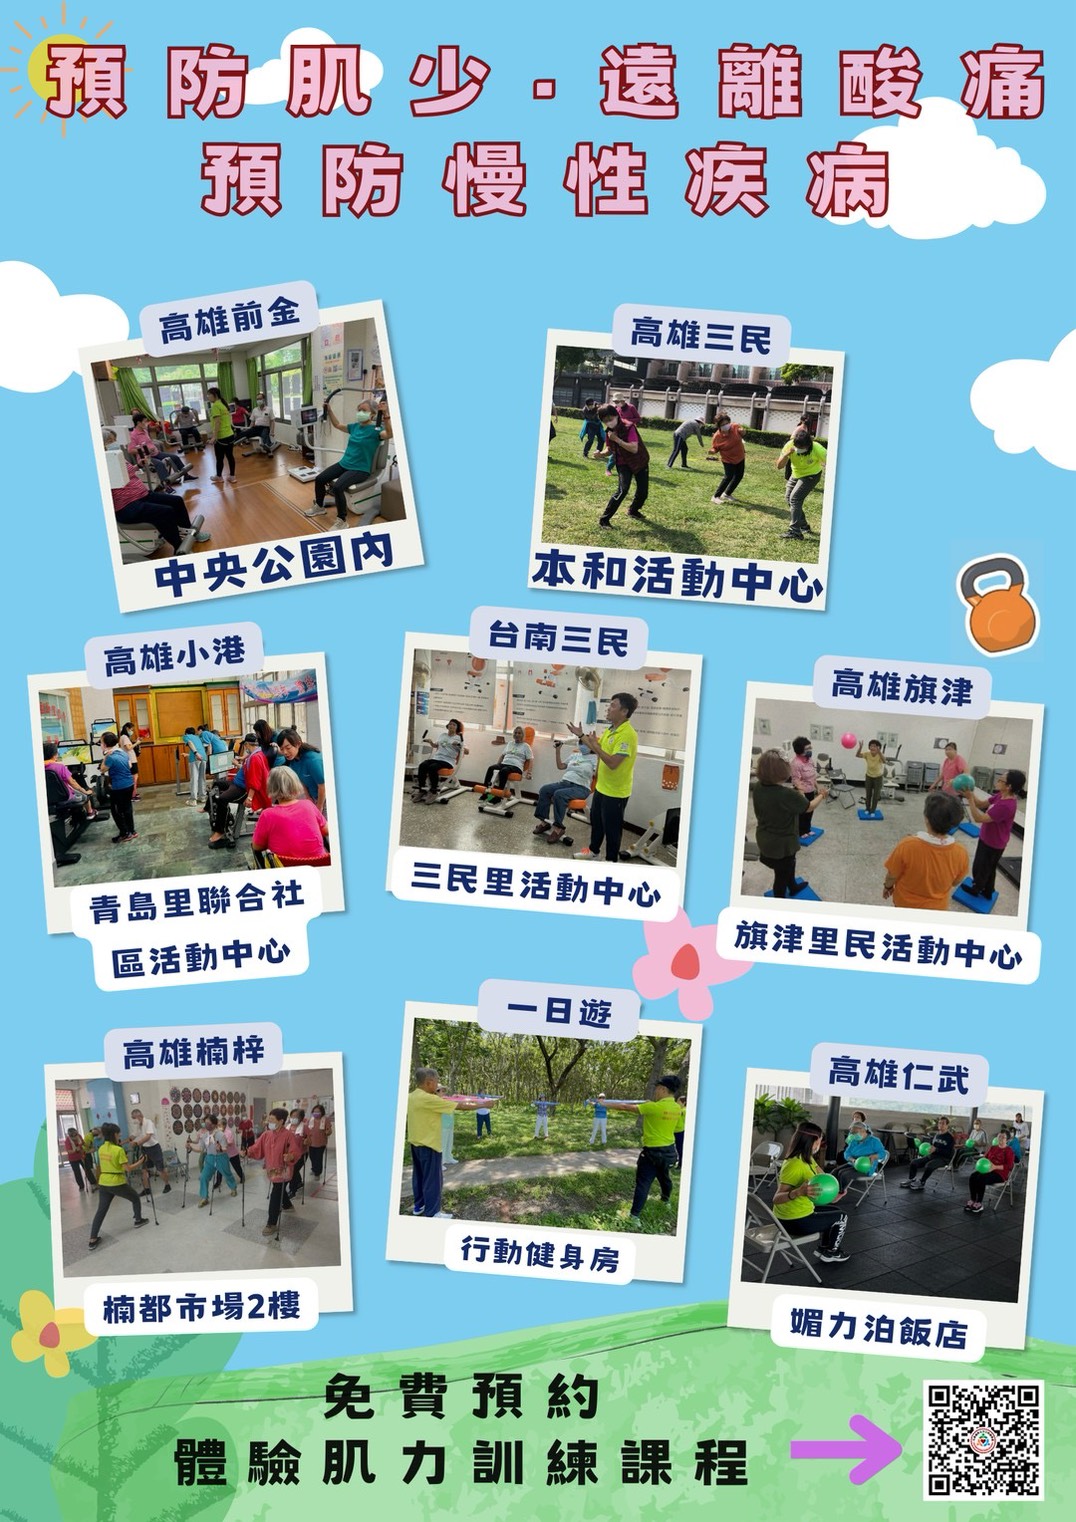 預防肌少·遠離酸痛
預防慢性疾病
高雄前金
中央公園內
高雄三民
本和活動中心
高雄小港
青島里聯合社
區活動中心
台南三民
三民里活動中心
高雄旗津
旗津里民活動中心
高雄楠梓
楠都市場2樓
一日遊
行動健身房
高雄仁武
媚力泊飯店
免費預約
體驗肌力訓練課程